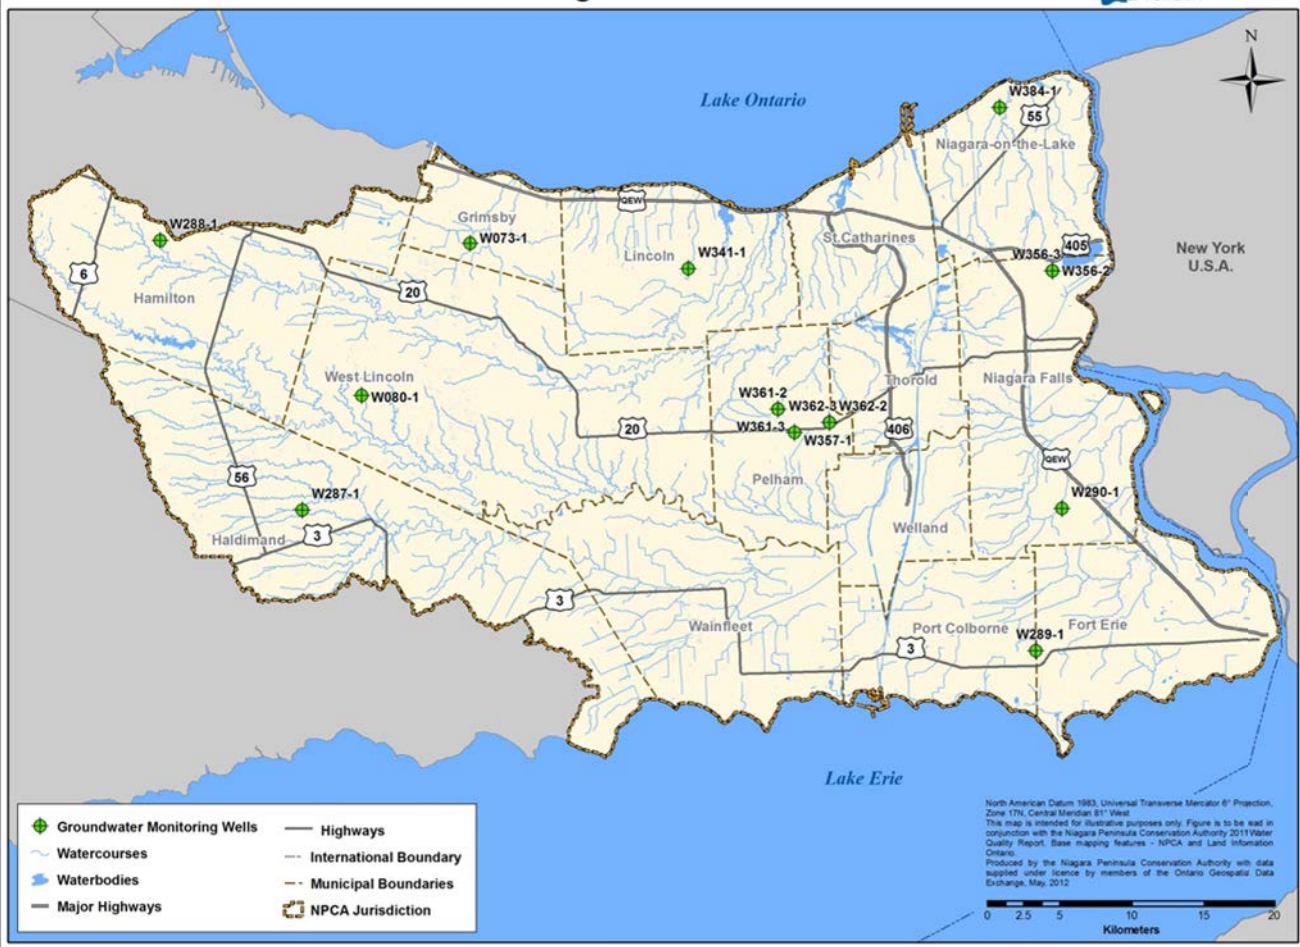 N
Lake Ontario
W384-1
55
Niagara-on-the-Lake
W288-1
QEW
Grimsby
W073-1
St.Catharines
405
Lincoln
W341-1
W356-3
W356-2
New York
U.S.A.
6
Hamilton
20
West Lincoln
W080-1
Thorold
Niagara Falls
W361-2
W362-3
W362-2
W361-3
W357-1
20
406
QEW
56
Pelham
W287-1
W290-1
3
Haldimand
Welland
3
Wainfleet
Port Colborne
Fort Erie
W289-1
3
Lake Erie
Groundwater Monitoring Wells
Watercourses
Waterbodies
Major Highways
Highways
International Boundary
Municipal Boundaries
NPCA Jurisdiction
North American Datum 1983, Universal Transverse Mercator 6° Projection,
Zone 17N, Central Meridian 81° West
This map is intended for illustrative purposes only. Figure is to be read in
conjunction with the Niagara Peninsula Conservation Authority 2011 Water
Quality Report. Base mapping features - NPCA and Land Information
Ontario.
Produced by the Niagara Peninsula Conservation Authority with data
supplied under licence by members of the Ontario Geospatial Data
Exchange, May, 2012
0 2.5 5 10 15 20
Kilometers